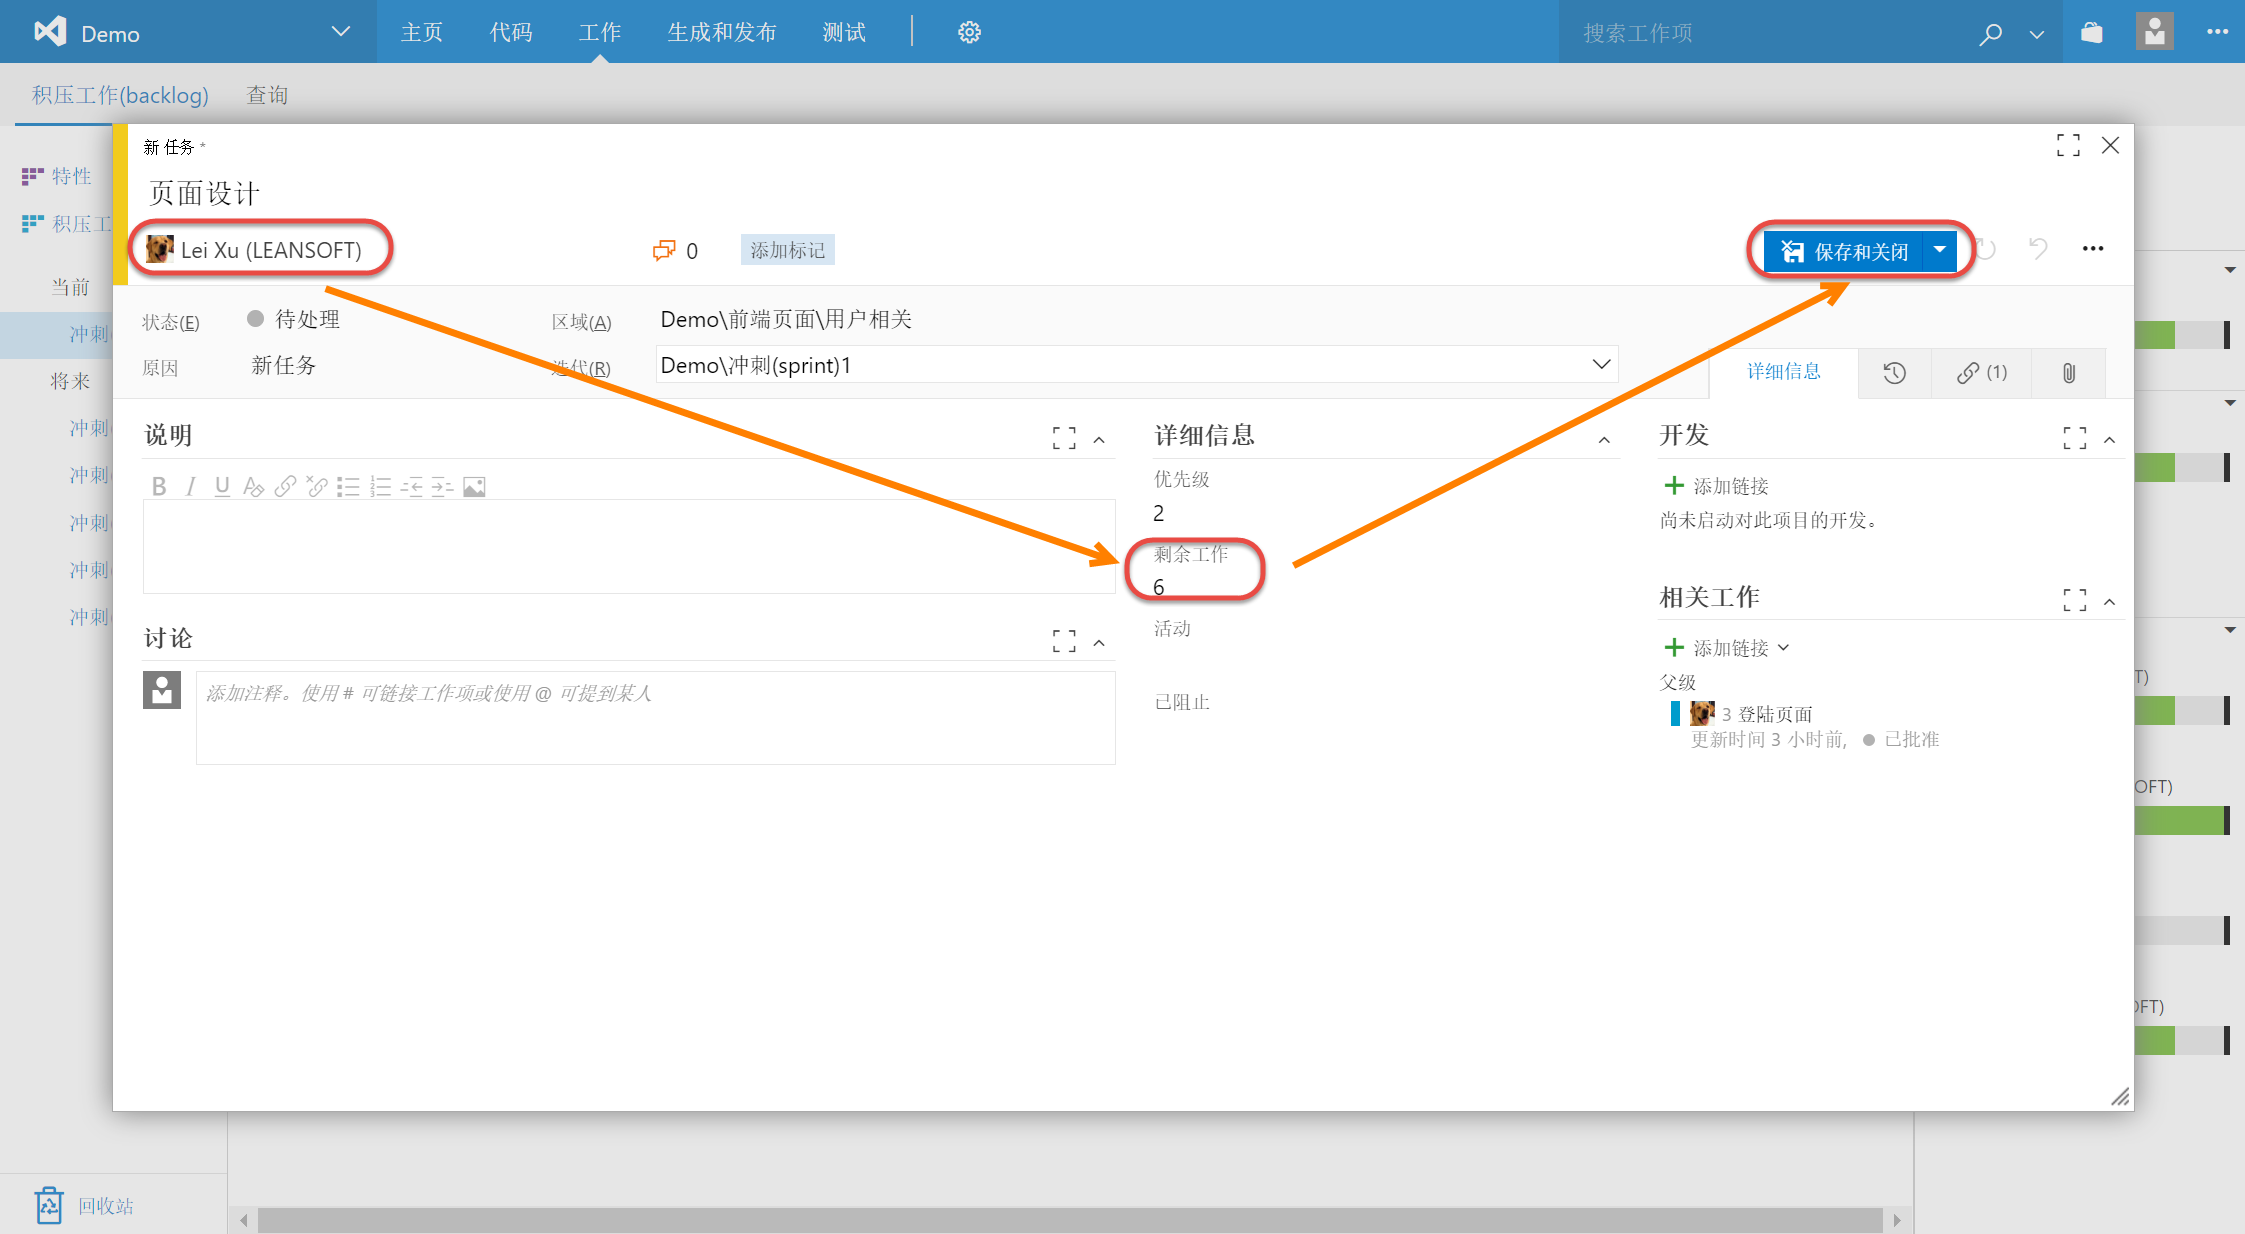 Demo
主页
代码
工作
生成和发布
测试
搜索工作项
积压工作(backlog)
查询
特性
积压工
当前
冲刺
将来
冲刺
冲刺
冲刺
冲刺
冲刺
回收站
新 任务 *
页面设计
Lei Xu (LEANSOFT)
0
添加标记
保存和关闭
状态(E)
待处理
区域(A)
Demo\前端页面\用户相关
原因
新任务
迭代(R)
Demo\冲刺(sprint)1
详细信息
(1)
说明
B I U
讨论
添加注释。使用 # 可链接工作项或使用 @ 可提到某人
详细信息
优先级
2
剩余工作
6
活动
已阻止
开发
添加链接
尚未启动对此项目的开发。
相关工作
添加链接
父级
3 登陆页面
更新时间 3 小时前,
已批准
T)
OFT)
OFT)